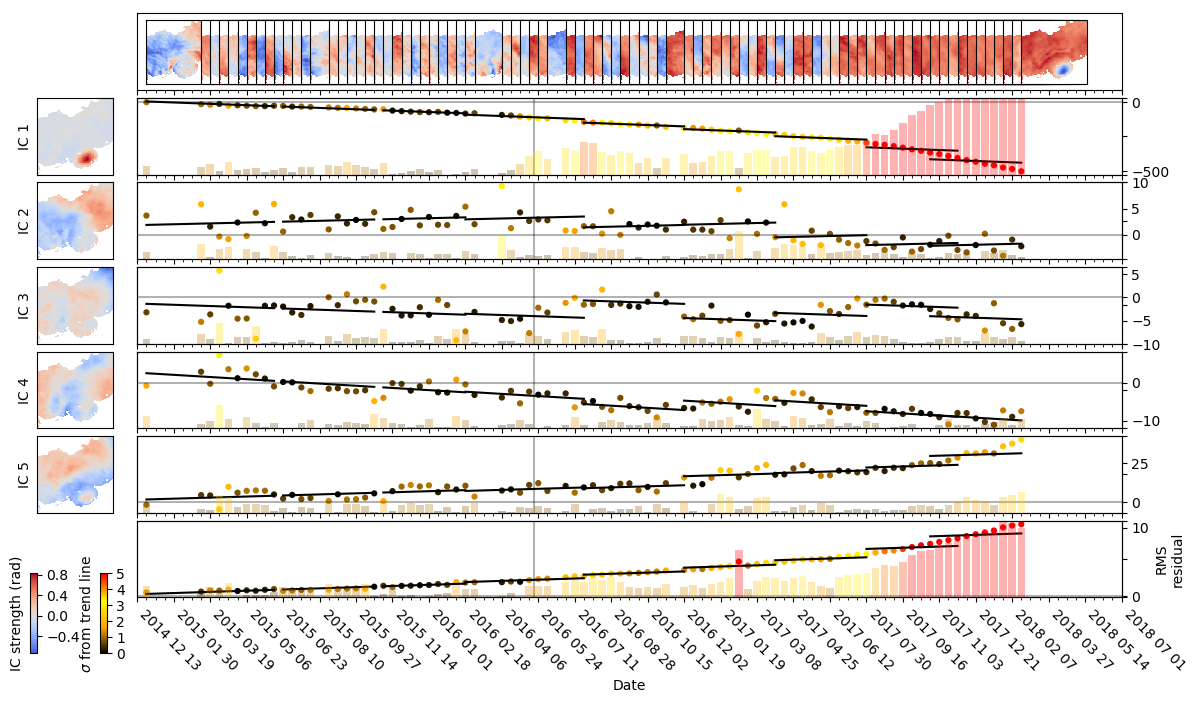 IC 1
0
−500
IC 2
10
5
0
IC 3
5
0
−5
−10
IC 4
0
−10
IC 5
25
0
10
0
RMS
residual
IC strength (rad)
0.8
0.4
0.0
−0.4
σ from trend line
5
4
3
2
1
0
2014 12 13
2015 01 30
2015 03 19
2015 05 06
2015 06 23
2015 08 10
2015 09 27
2015 11 14
2016 01 01
2016 02 18
2016 04 06
2016 05 24
2016 07 11
2016 08 28
2016 10 15
2016 12 02
2017 01 19
2017 03 08
2017 04 25
2017 06 12
2017 07 30
2017 09 16
2017 11 03
2017 12 21
2018 02 07
2018 03 27
2018 05 14
2018 07 01
Date